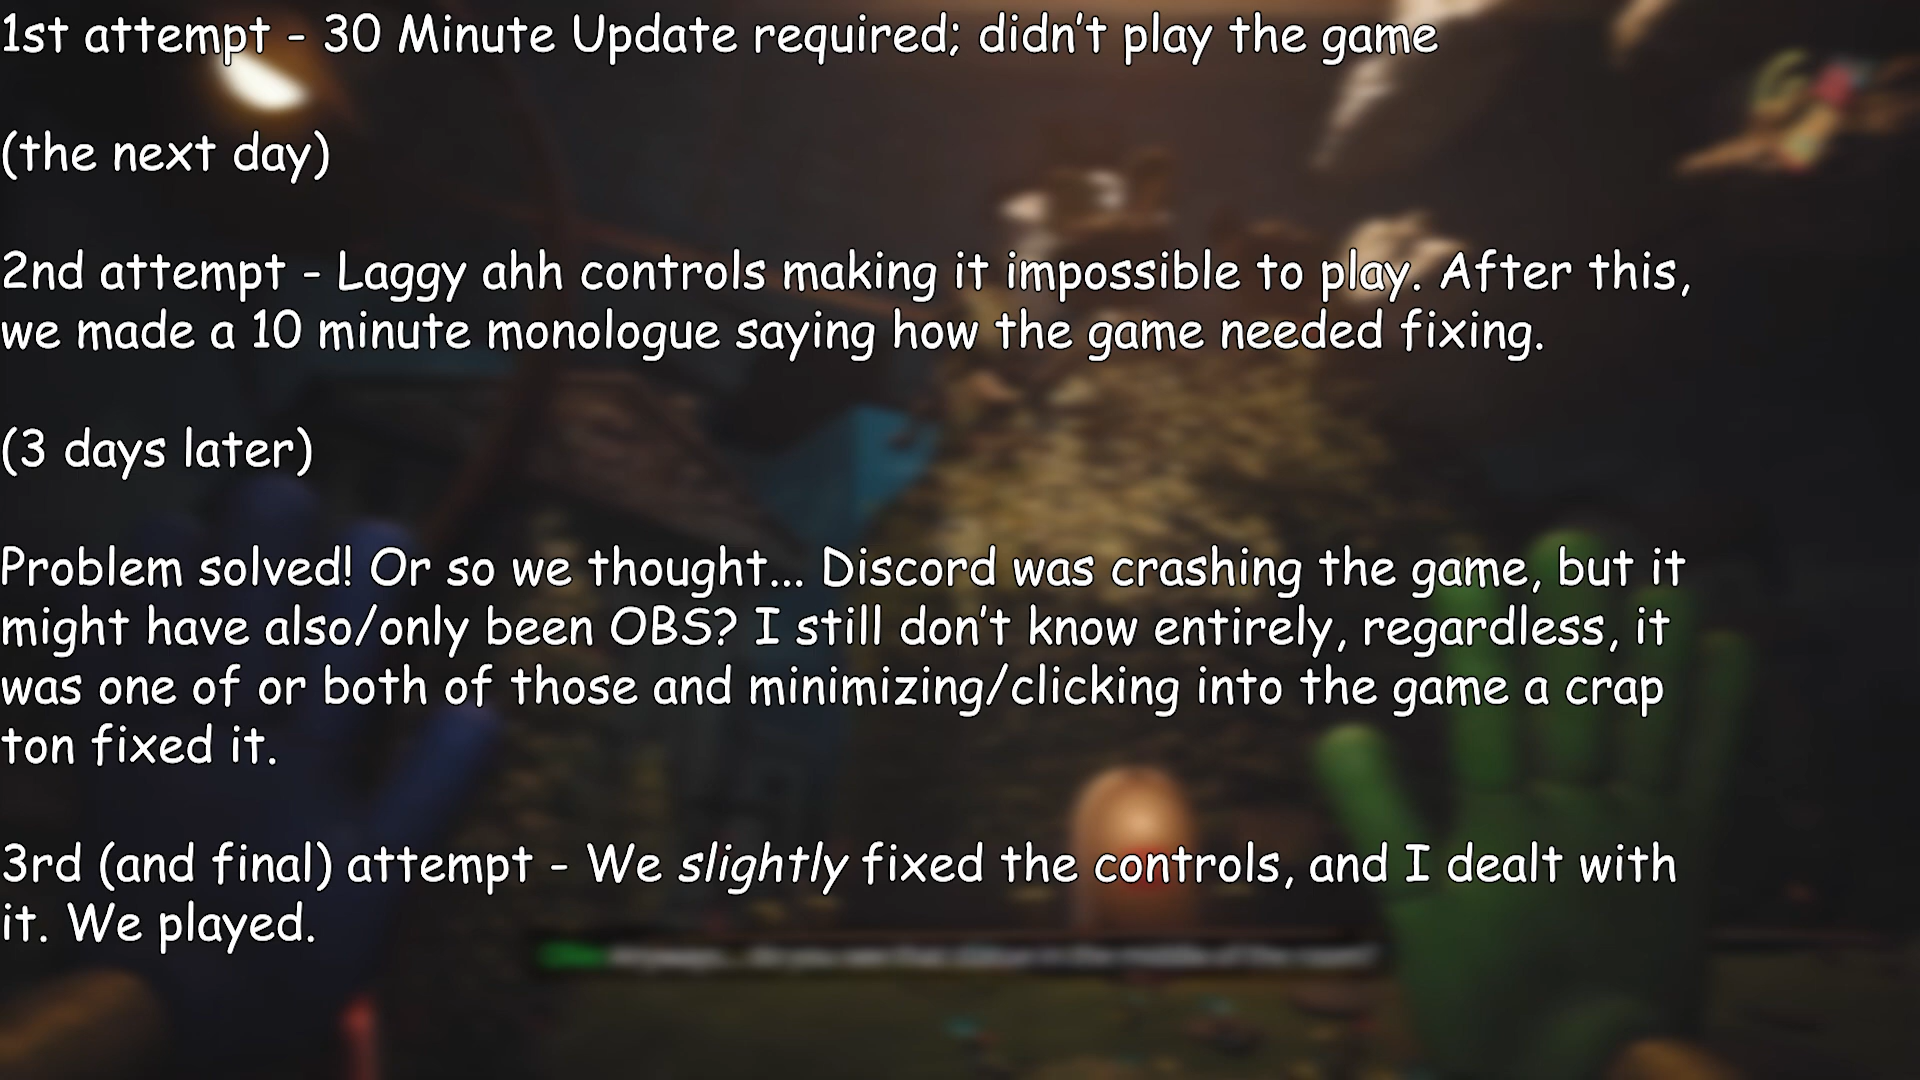 1st attempt - 30 Minute Update required; didn't play the game
(the next day)
2nd attempt - Laggy ahh controls making it impossible to play. After this,
we made a 10 minute monologue saying how the game needed fixing.
(3 days later)
Problem solved! Or so we thought... Discord was crashing the game, but it
might have also/only been OBS? I still don't know entirely, regardless, it
was one of or both of those and minimizing/clicking into the game a crap
ton fixed it.
3rd (and final) attempt - We slightly fixed the controls, and I dealt with
it. We played.